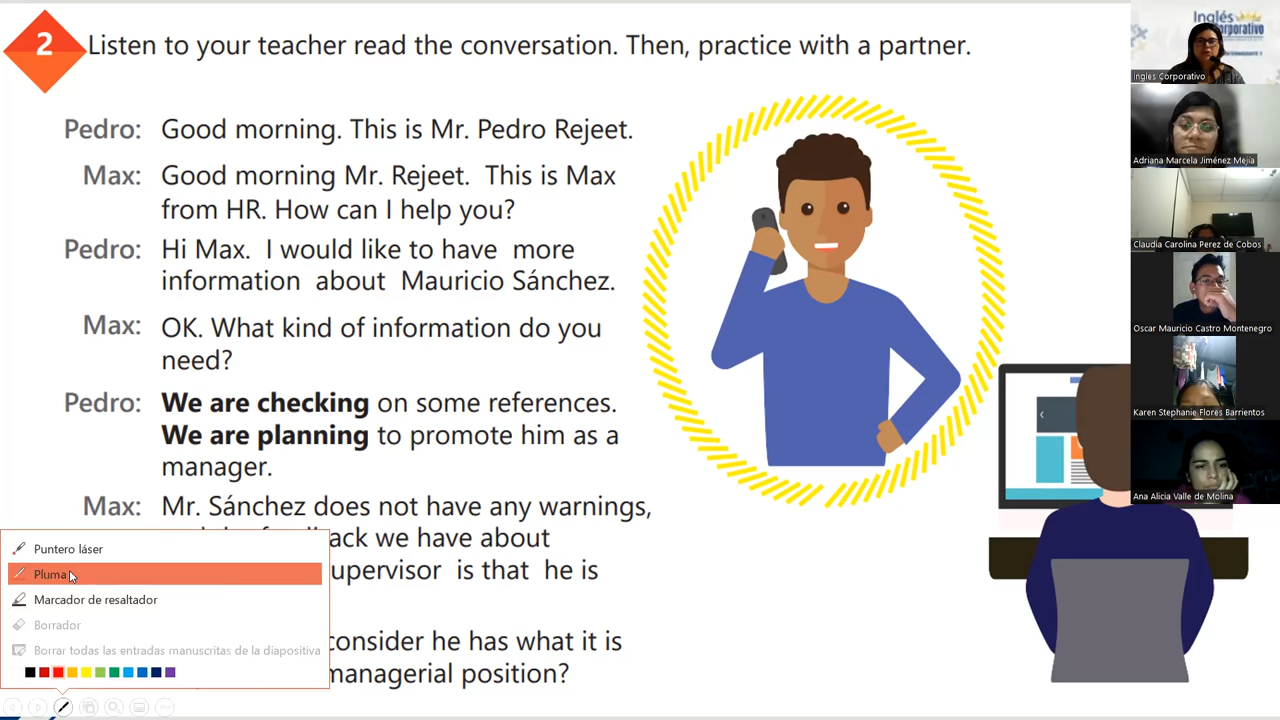 2
Listen to your teacher read the conversation. Then, practice with a partner.
Pedro: Good morning. This is Mr. Pedro Rejeet.
Max: Good morning Mr. Rejeet. This is Max
from HR. How can I help you?
Pedro: Hi Max. I would like to have more
information about Mauricio Sánchez.
Max: OK. What kind of information do you
need?
Pedro: We are checking on some references.
We are planning to promote him as a
manager.
Max: Mr. Sánchez does not have any warnings,
we have about
is that he is
consider he has what it is
managerial position?
Puntero láser
Pluma
Marcador de resaltador
Borrador
Borrar todas las entradas manuscritas de la diapositiva
Inglés
Corporativo
Ingles Corporativo
Adriana Marcela Jiménez Mejía
Claudia Carolina Perez de Cobos
Oscar Mauricio Castro Montenegro
Karen Stephanie Flores Barrientos
Ana Alicia Valle de Molina